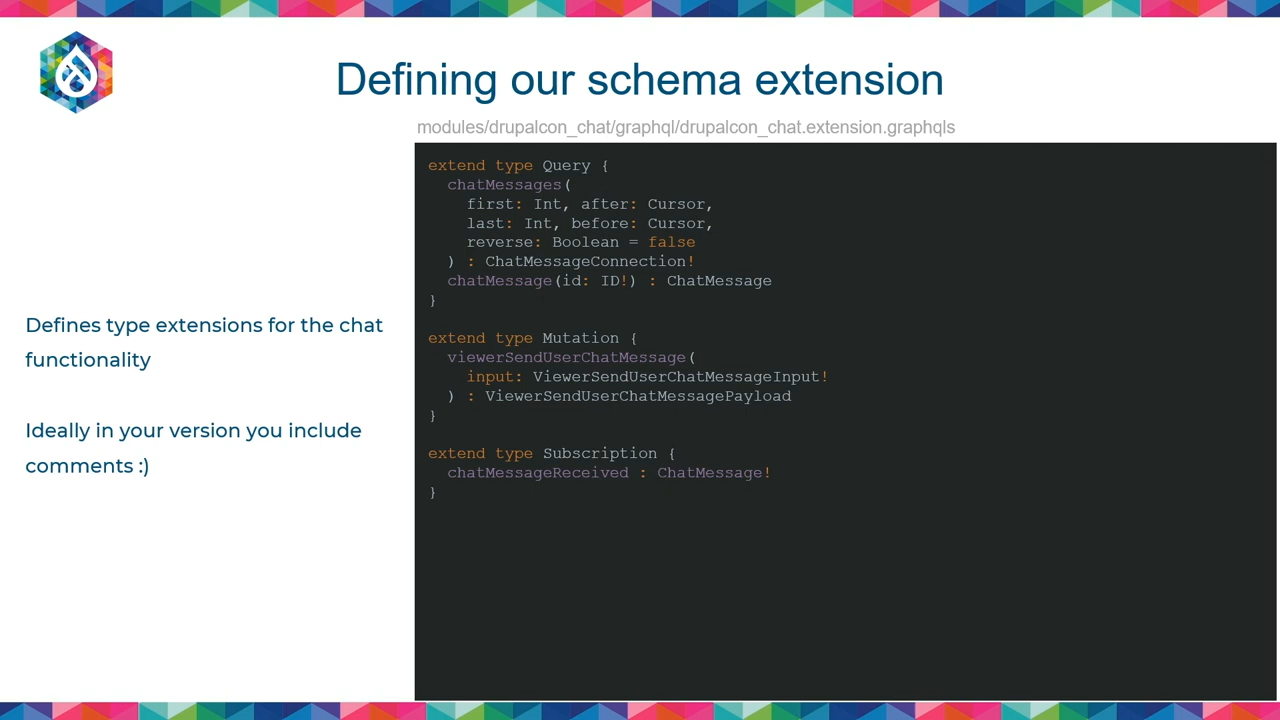 Defining our schema extension
modules/drupalcon_chat/graphql/drupalcon_chat.extension.graphqls
Defines type extensions for the chat
functionality
Ideally in your version you include
comments :)
extend type Query {
  chatMessages(
    first: Int, after: Cursor,
    last: Int, before: Cursor,
    reverse: Boolean = false
  ) : ChatMessageConnection!
  chatMessage(id: ID!) : ChatMessage
}
extend type Mutation {
  viewerSendUserChatMessage(
    input: ViewerSendUserChatMessageInput!
  ) : ViewerSendUserChatMessagePayload
}
extend type Subscription {
  chatMessageReceived : ChatMessage!
}